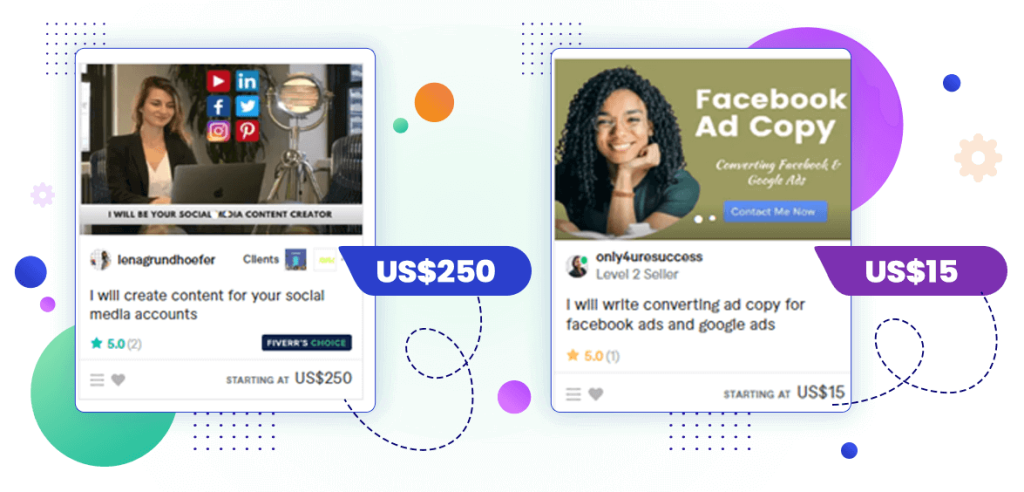 I WILL BE YOUR SOCIAL MEDIA CONTENT CREATOR
lenagrundhoefer
Clients
US$250
I will create content for your social
media accounts
5.0 (2)
FIVERR'S CHOICE
STARTING AT US$250
Facebook
Ad Copy
Converting Facebook &
Google Ads
Contact Me Now
only4uresuccess
Level 2 Seller
US$15
I will write converting ad copy for
facebook ads and google ads
5.0 (1)
STARTING AT US$15